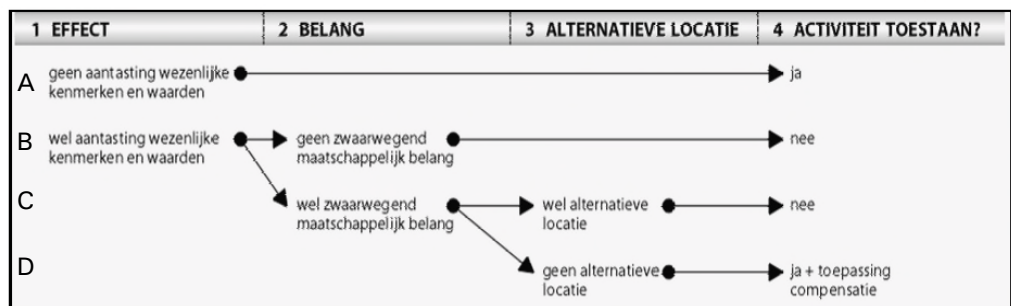 1 EFFECT 2 BELANG 3 ALTERNATIEVE LOCATIE 4 ACTIVITEIT TOESTAAN?
A geen aantasting wezenlijke ja
kenmerken en waarden
B wel aantasting wezenlijke geen zwaarwegend nee
kenmerken en waarden maatschappelijk belang
C wel zwaarwegend wel alternatieve nee
maatschappelijk belang locatie
D geen alternatieve ja + toepassing
locatie compensatie